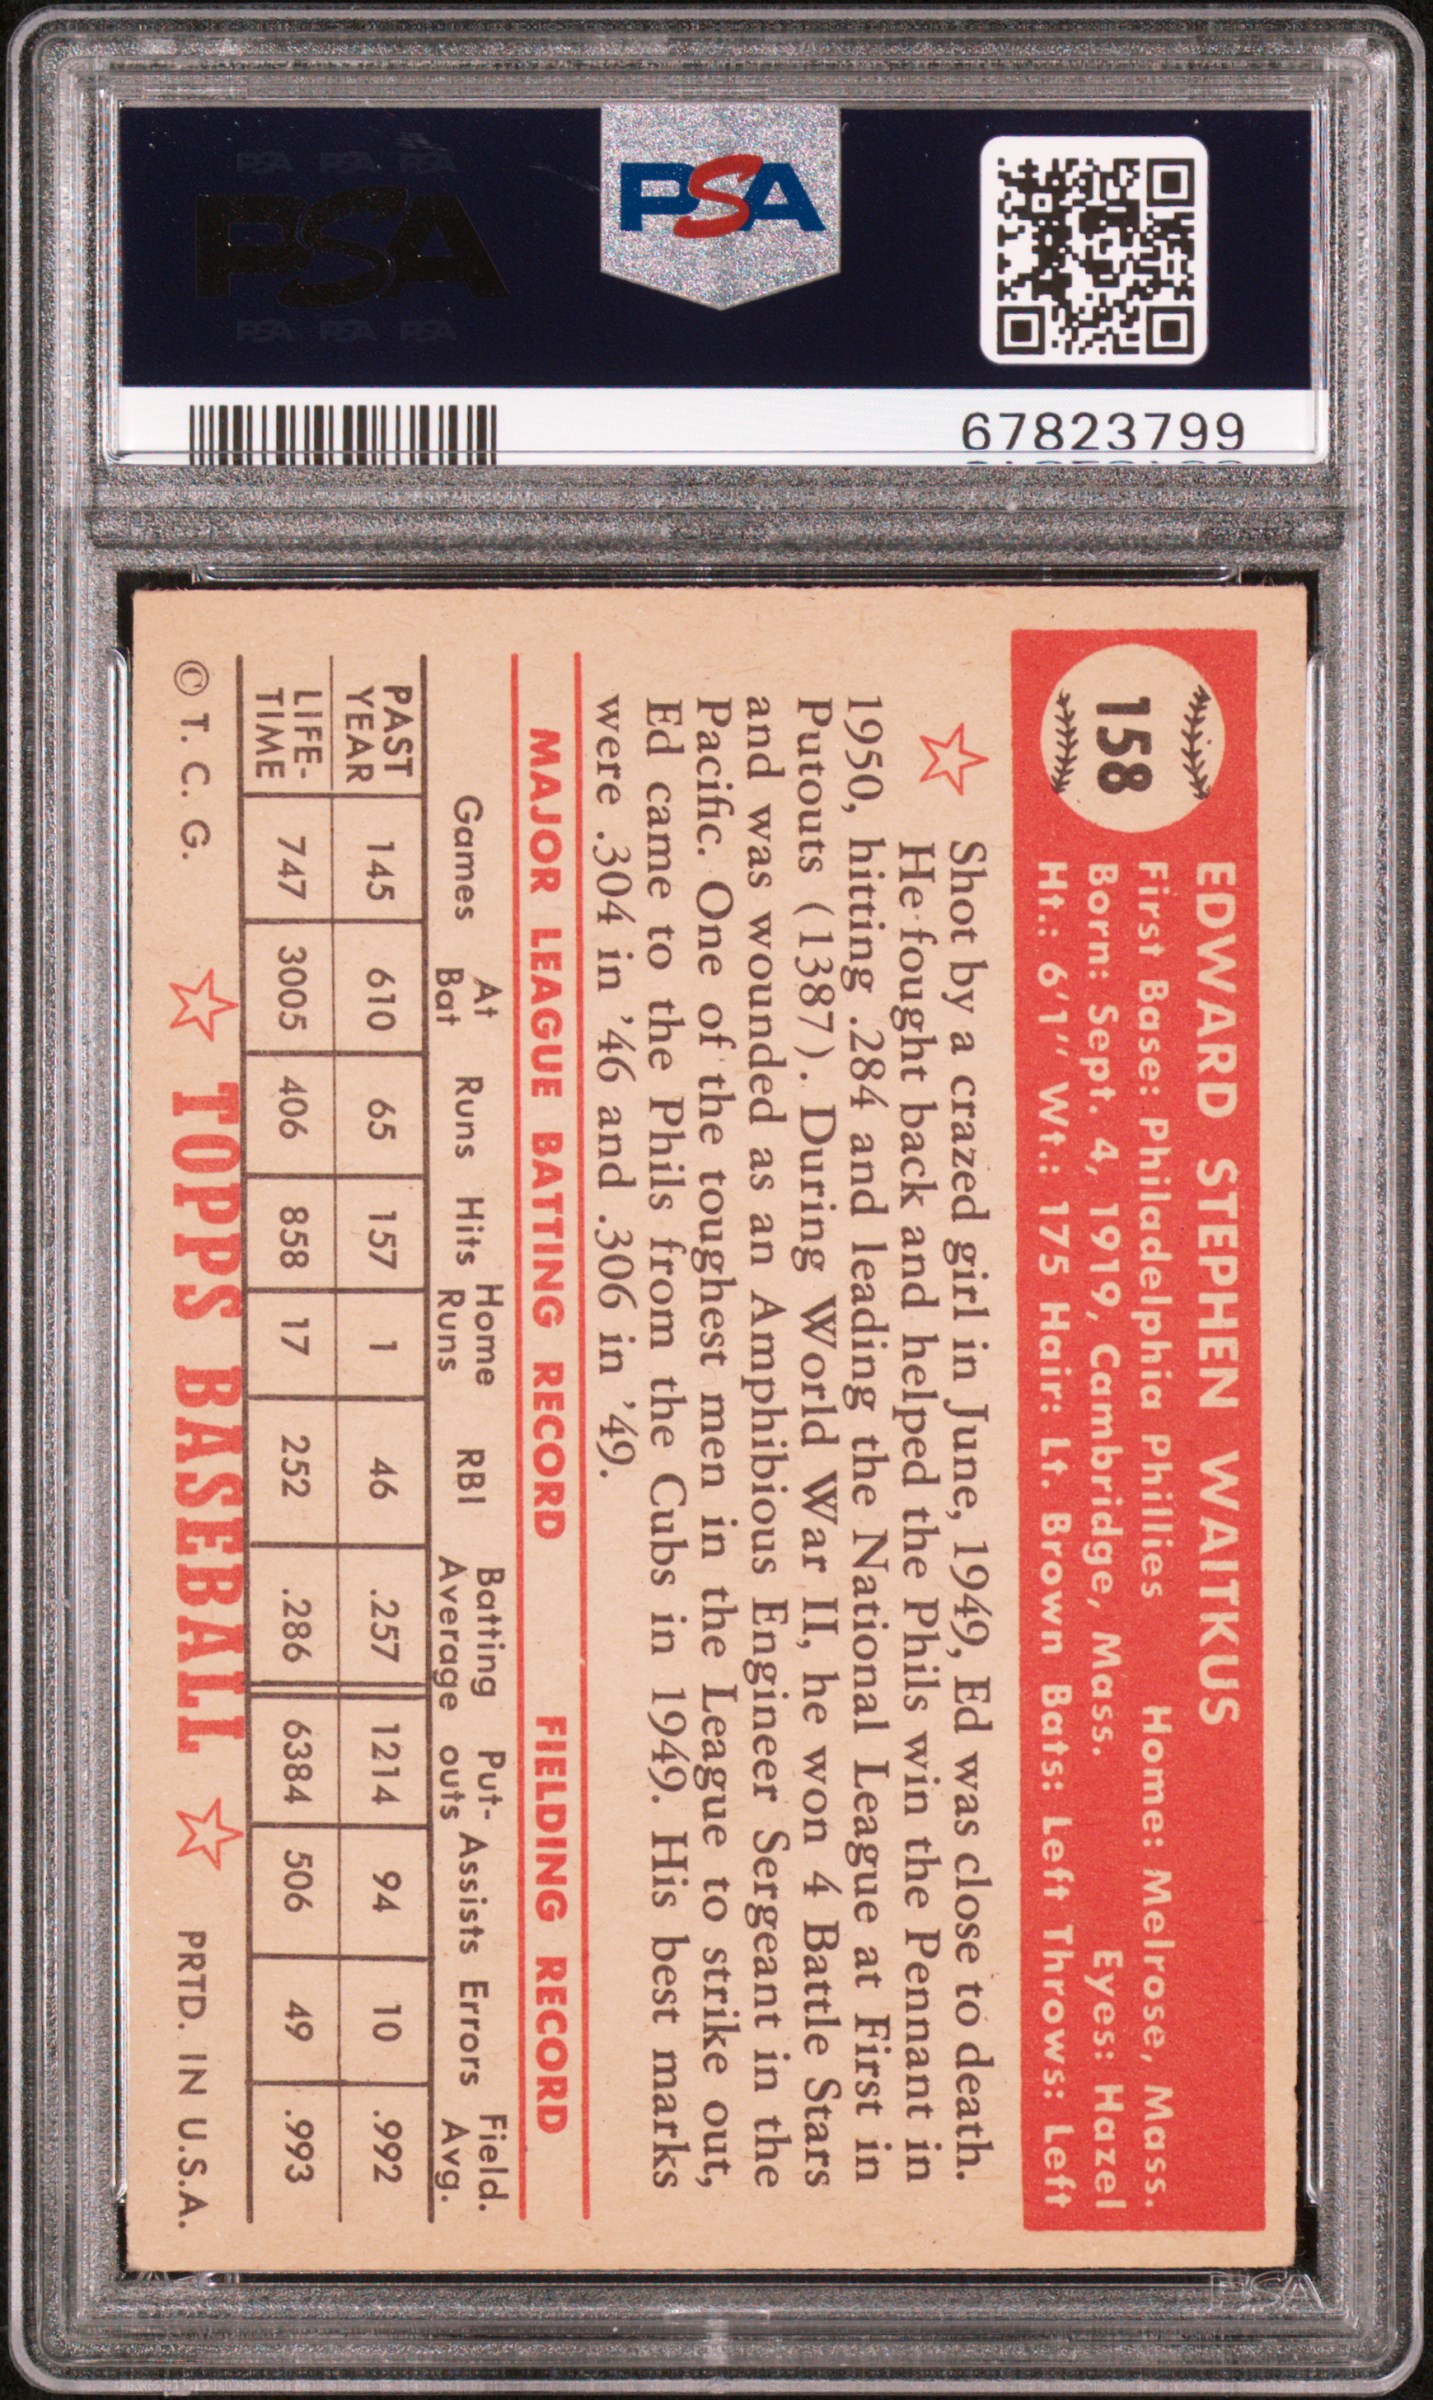 PSA PSA PSA
PSA
PSA PSA PSA
PSA
67823799
158
EDWARD STEPHEN WAITKUS
First Base: Philadelphia Phillies Home: Melrose, Mass.
Born: Sept. 4, 1919, Cambridge, Mass. Eyes: Hazel
Ht.: 6'1" Wt.: 175 Hair: Lt. Brown Bats: Left Throws: Left
Shot by a crazed girl in June, 1949, Ed was close to death.
He fought back and helped the Phils win the Pennant in
1950, hitting .284 and leading the National League at First in
Putouts (1387). During World War II, he won 4 Battle Stars
and was wounded as an Amphibious Engineer Sergeant in the
Pacific. One of the toughest men in the League to strike out,
Ed came to the Phils from the Cubs in 1949. His best marks
were .304 in '46 and .306 in '49.
MAJOR LEAGUE BATTING RECORD FIELDING RECORD
Games At Bat Runs Hits Home Runs RBI Batting Average Put-outs Assists Errors Field. Avg.
PAST YEAR 145 610 65 157 1 46 .257 1214 94 10 .992
LIFE-TIME 747 3005 406 858 17 252 .286 6384 506 49 .993
© T. C. G. TOPPS BASEBALL PRTD. IN U.S.A.
PSA